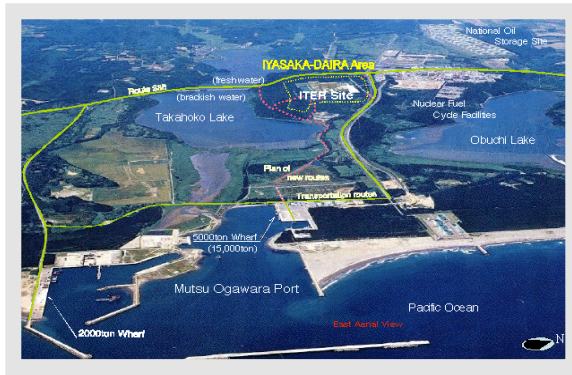 National Oil
Storage Site
IYASAKA-DAIRA Area
(freshwater)
ITER Site
(brackish water)
Takahoko Lake
Nuclear Fuel
Cycle Facilities
Obuchi Lake
Plan of
new routes
Transportation routes
5000ton Wharf
(15,000ton)
Mutsu Ogawara Port
Pacific Ocean
East Aerial View
2000ton Wharf
N